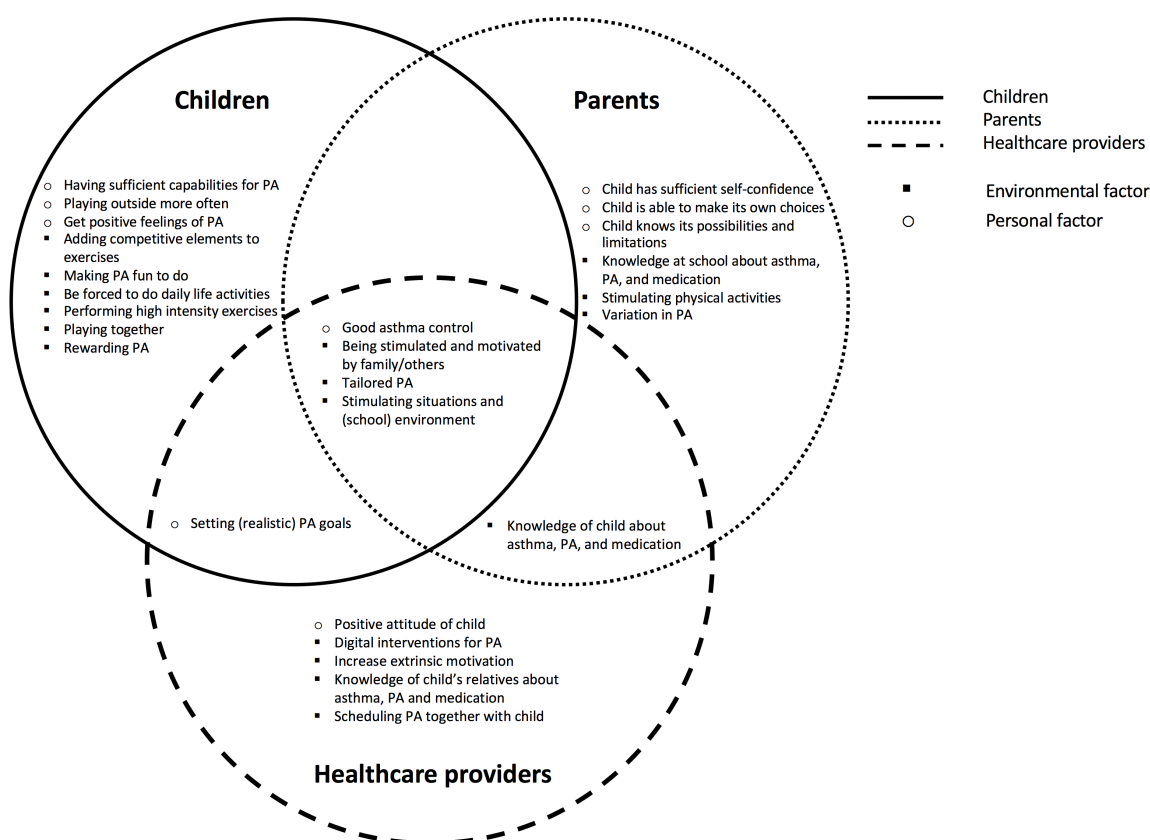 Children
○ Having sufficient capabilities for PA
○ Playing outside more often
○ Get positive feelings of PA
▪ Adding competitive elements to
exercises
▪ Making PA fun to do
▪ Be forced to do daily life activities
▪ Performing high intensity exercises
▪ Playing together
▪ Rewarding PA
Parents
○ Child has sufficient self-confidence
○ Child is able to make its own choices
○ Child knows its possibilities and
limitations
▪ Knowledge at school about asthma,
PA, and medication
▪ Stimulating physical activities
▪ Variation in PA
○ Good asthma control
▪ Being stimulated and motivated
by family/others
▪ Tailored PA
▪ Stimulating situations and
(school) environment
○ Setting (realistic) PA goals
▪ Knowledge of child about
asthma, PA, and medication
○ Positive attitude of child
▪ Digital interventions for PA
▪ Increase extrinsic motivation
▪ Knowledge of child's relatives about
asthma, PA and medication
▪ Scheduling PA together with child
Healthcare providers
Children
Parents
Healthcare providers
▪ Environmental factor
○ Personal factor